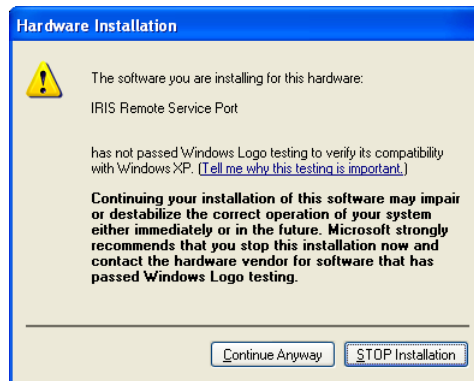 Hardware Installation
The software you are installing for this hardware:
IRIS Remote Service Port
has not passed Windows Logo testing to verify its compatibility
with Windows XP. (Tell me why this testing is important.)
Continuing your installation of this software may impair
or destabilize the correct operation of your system
either immediately or in the future. Microsoft strongly
recommends that you stop this installation now and
contact the hardware vendor for software that has
passed Windows Logo testing.
Continue Anyway
STOP Installation